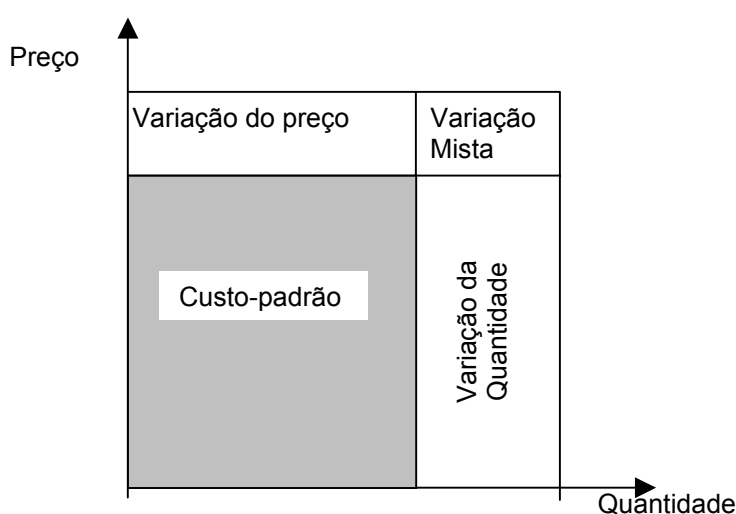 Preço
Variação do preço
Variação
Mista
Custo-padrão
Variação da
Quantidade
Quantidade